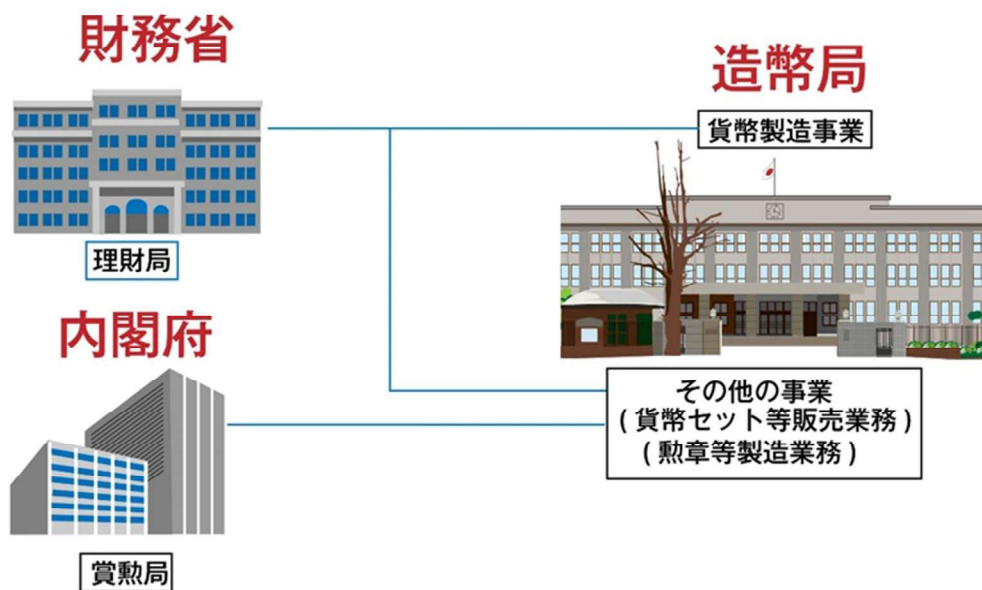 財務省
理財局
内閣府
賞勲局
造幣局
貨幣製造事業
その他の事業
(貨幣セット等販売業務)
(勲章等製造業務)